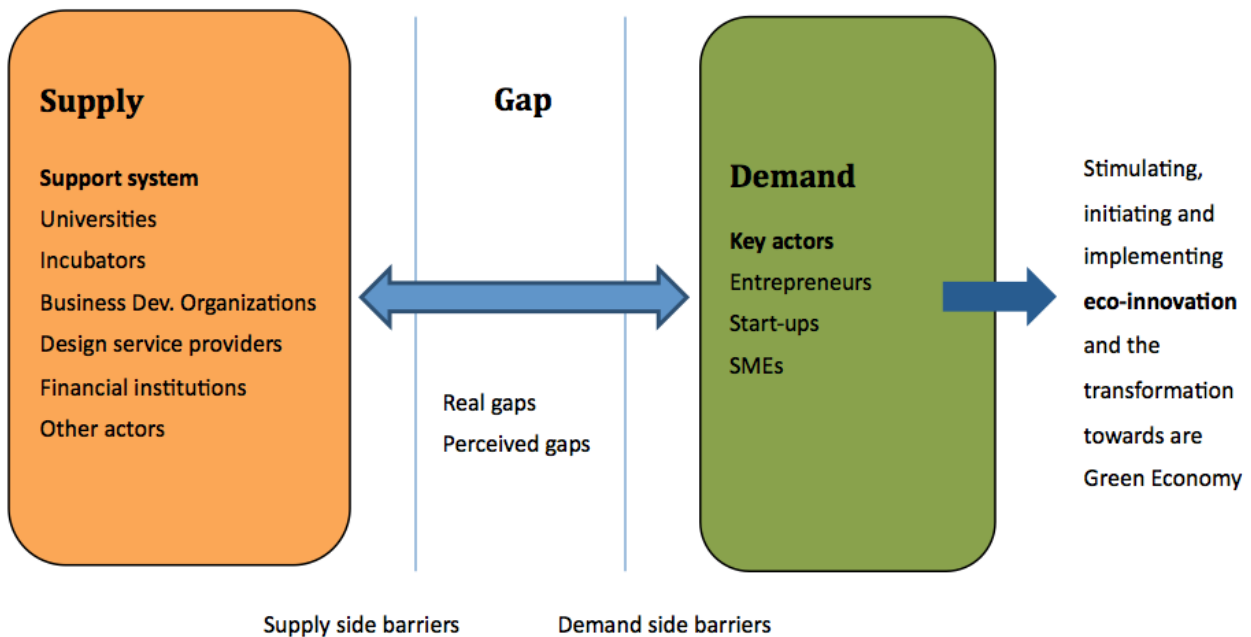 Supply
Support system
Universities
Incubators
Business Dev. Organizations
Design service providers
Financial institutions
Other actors
Gap
Real gaps
Perceived gaps
Demand
Key actors
Entrepreneurs
Start-ups
SMEs
Stimulating,
initiating and
implementing
eco-innovation
and the
transformation
towards are
Green Economy
Supply side barriers
Demand side barriers